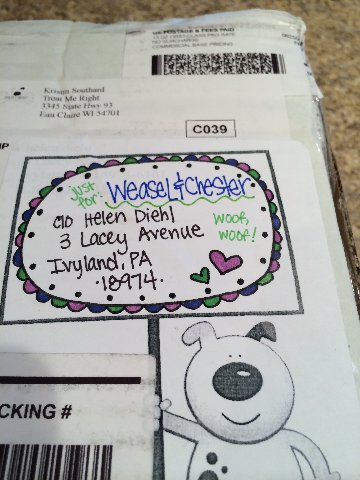 US POSTAGE & FEES PAID
COMMERCIAL BASE PRICING
Kristin Southard
Treat Me Right
3345 State Hwy 93
Eau Claire WI 54701
C039
just for: Weasel & Chester
c/o Helen Diehl
3 Lacey Avenue
woof, woof!
Ivyland, PA
·18974·
CKING #